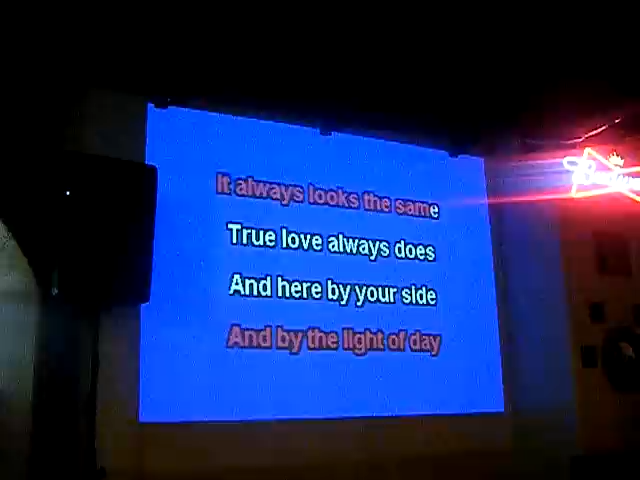 It always looks the same
True love always does
And here by your side
And by the light of day